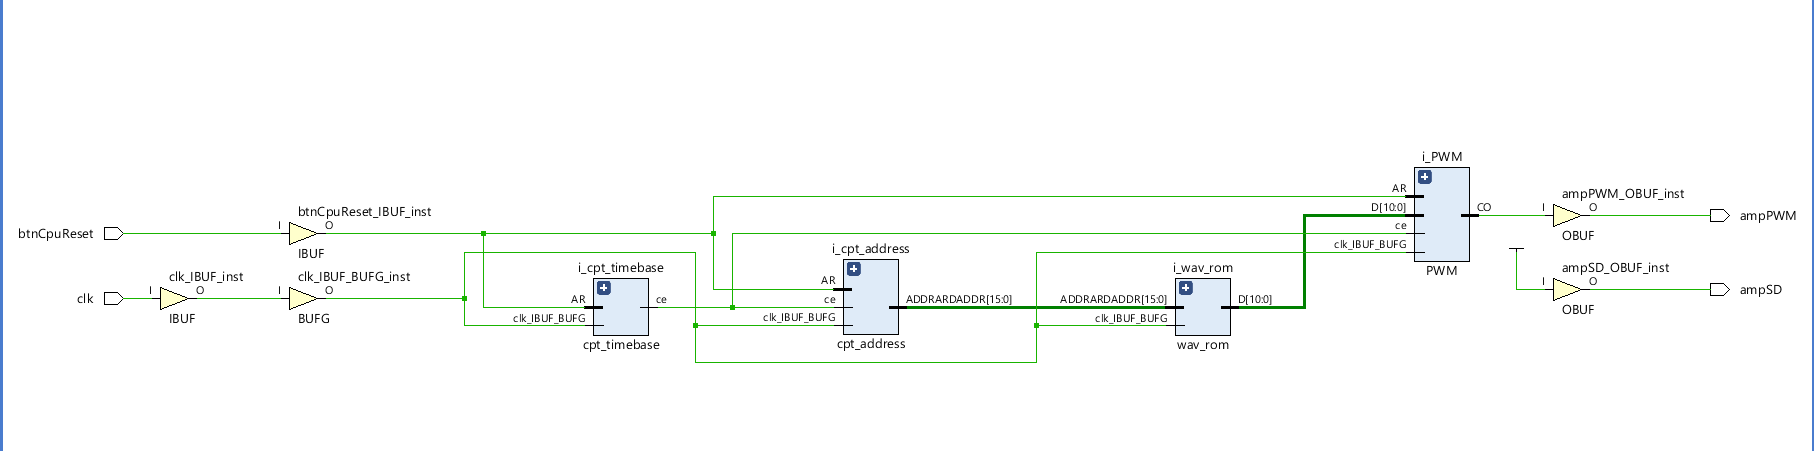 i_PWM
AR
D[10:0]
ce
clk_IBUF_BUFG
CO
PWM
ampPWM_OBUF_inst
I
O
OBUF
ampPWM
btnCpuReset
btnCpuReset_IBUF_inst
I
O
IBUF
clk
clk_IBUF_inst
I
O
IBUF
clk_IBUF_BUFG_inst
I
O
BUFG
i_cpt_timebase
AR
clk_IBUF_BUFG
ce
cpt_timebase
i_cpt_address
AR
ce
clk_IBUF_BUFG
ADDRARDADDR[15:0]
cpt_address
i_wav_rom
ADDRARDADDR[15:0]
clk_IBUF_BUFG
D[10:0]
wav_rom
ampSD_OBUF_inst
I
O
OBUF
ampSD